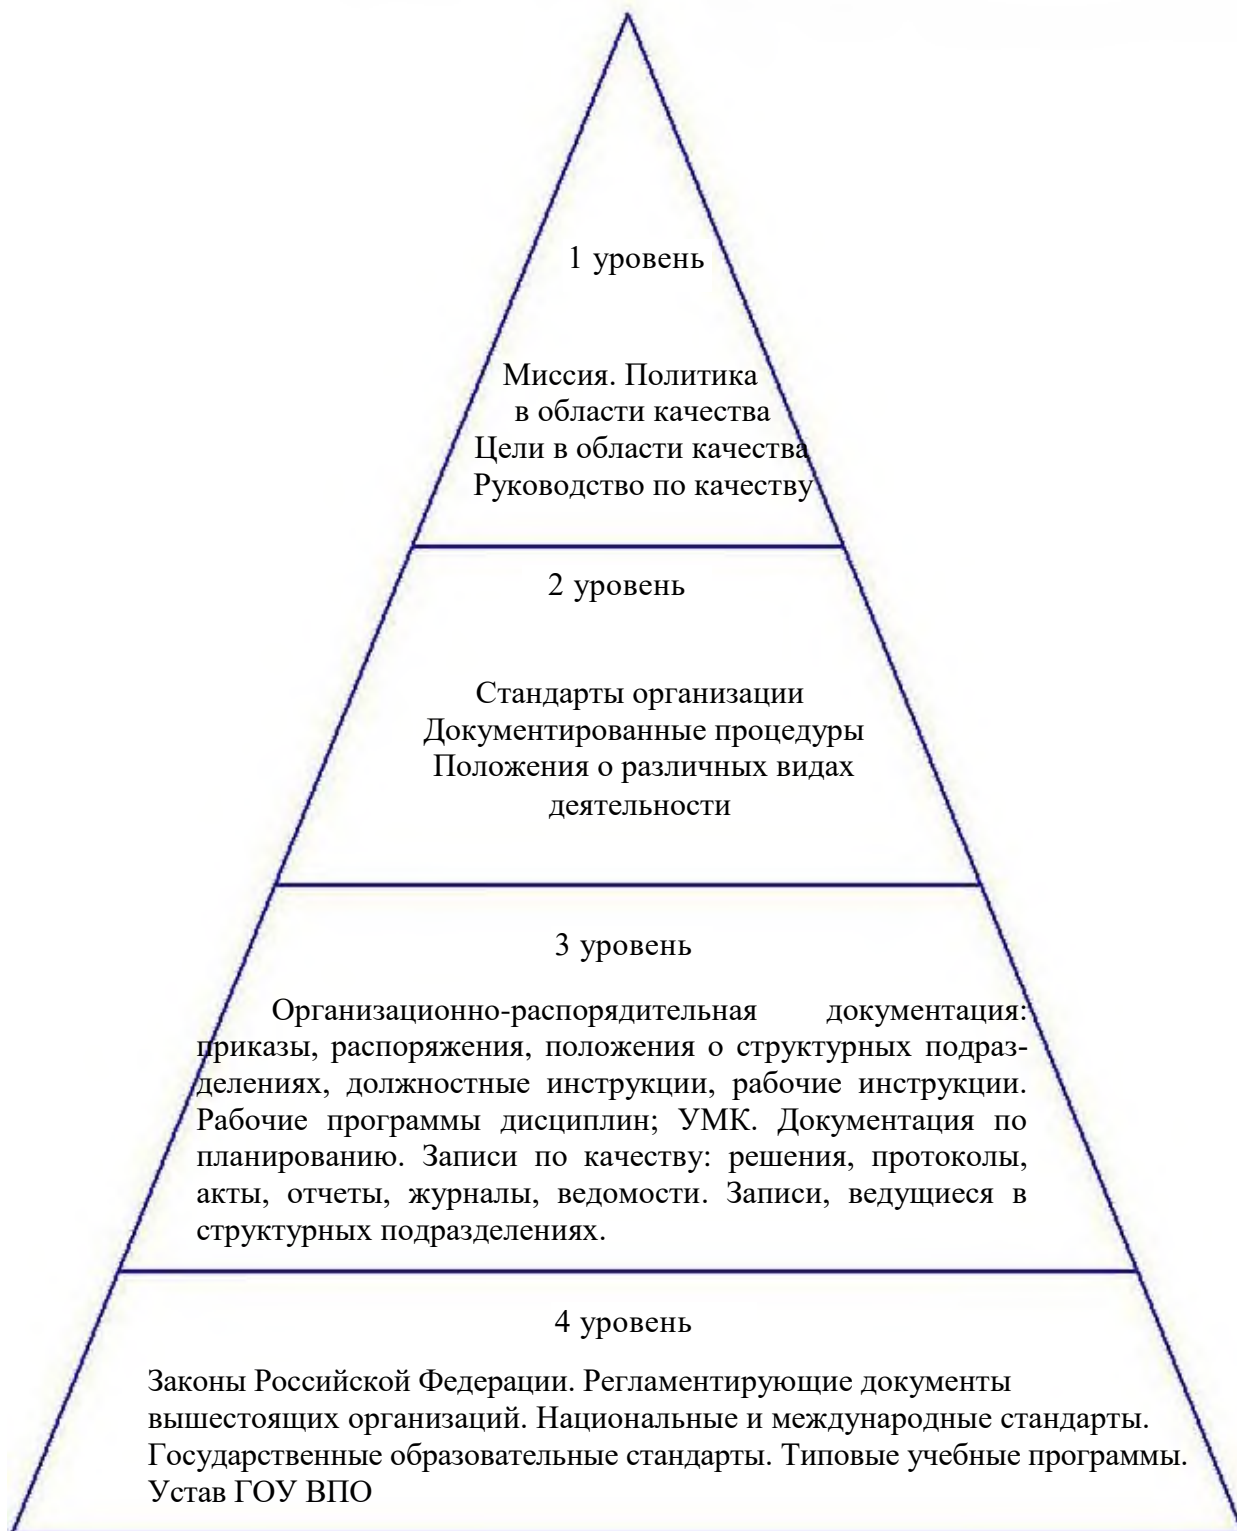 1 уровень
Миссия. Политика
в области качества
Цели в области качества
Руководство по качеству
2 уровень
Стандарты организации
Документированные процедуры
Положения о различных видах
деятельности
3 уровень
Организационно-распорядительная документация:
приказы, распоряжения, положения о структурных подраз-
делениях, должностные инструкции, рабочие инструкции.
Рабочие программы дисциплин; УМК. Документация по
планированию. Записи по качеству: решения, протоколы,
акты, отчеты, журналы, ведомости. Записи, ведущиеся в
структурных подразделениях.
4 уровень
Законы Российской Федерации. Регламентирующие документы
вышестоящих организаций. Национальные и международные стандарты.
Государственные образовательные стандарты. Типовые учебные программы.
Устав ГОУ ВПО